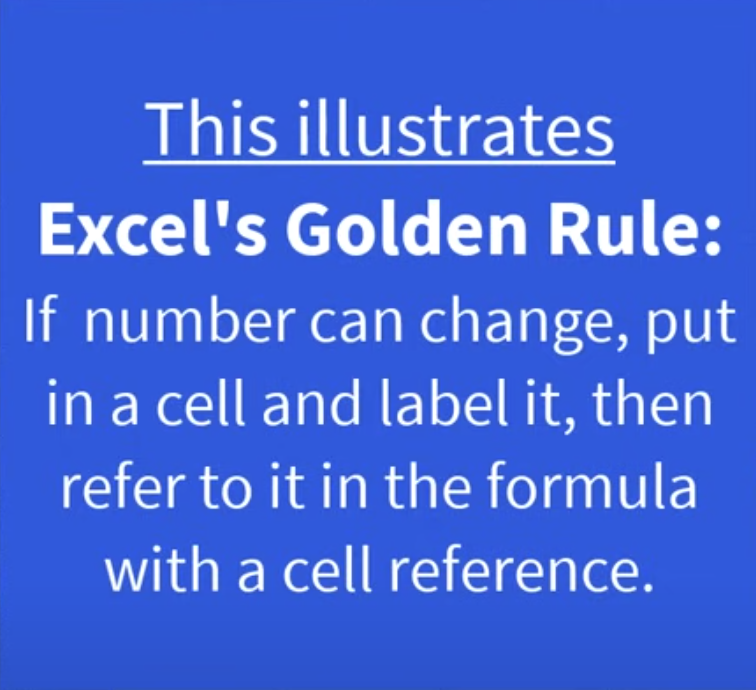 This illustrates
Excel's Golden Rule:
If number can change, put
in a cell and label it, then
refer to it in the formula
with a cell reference.